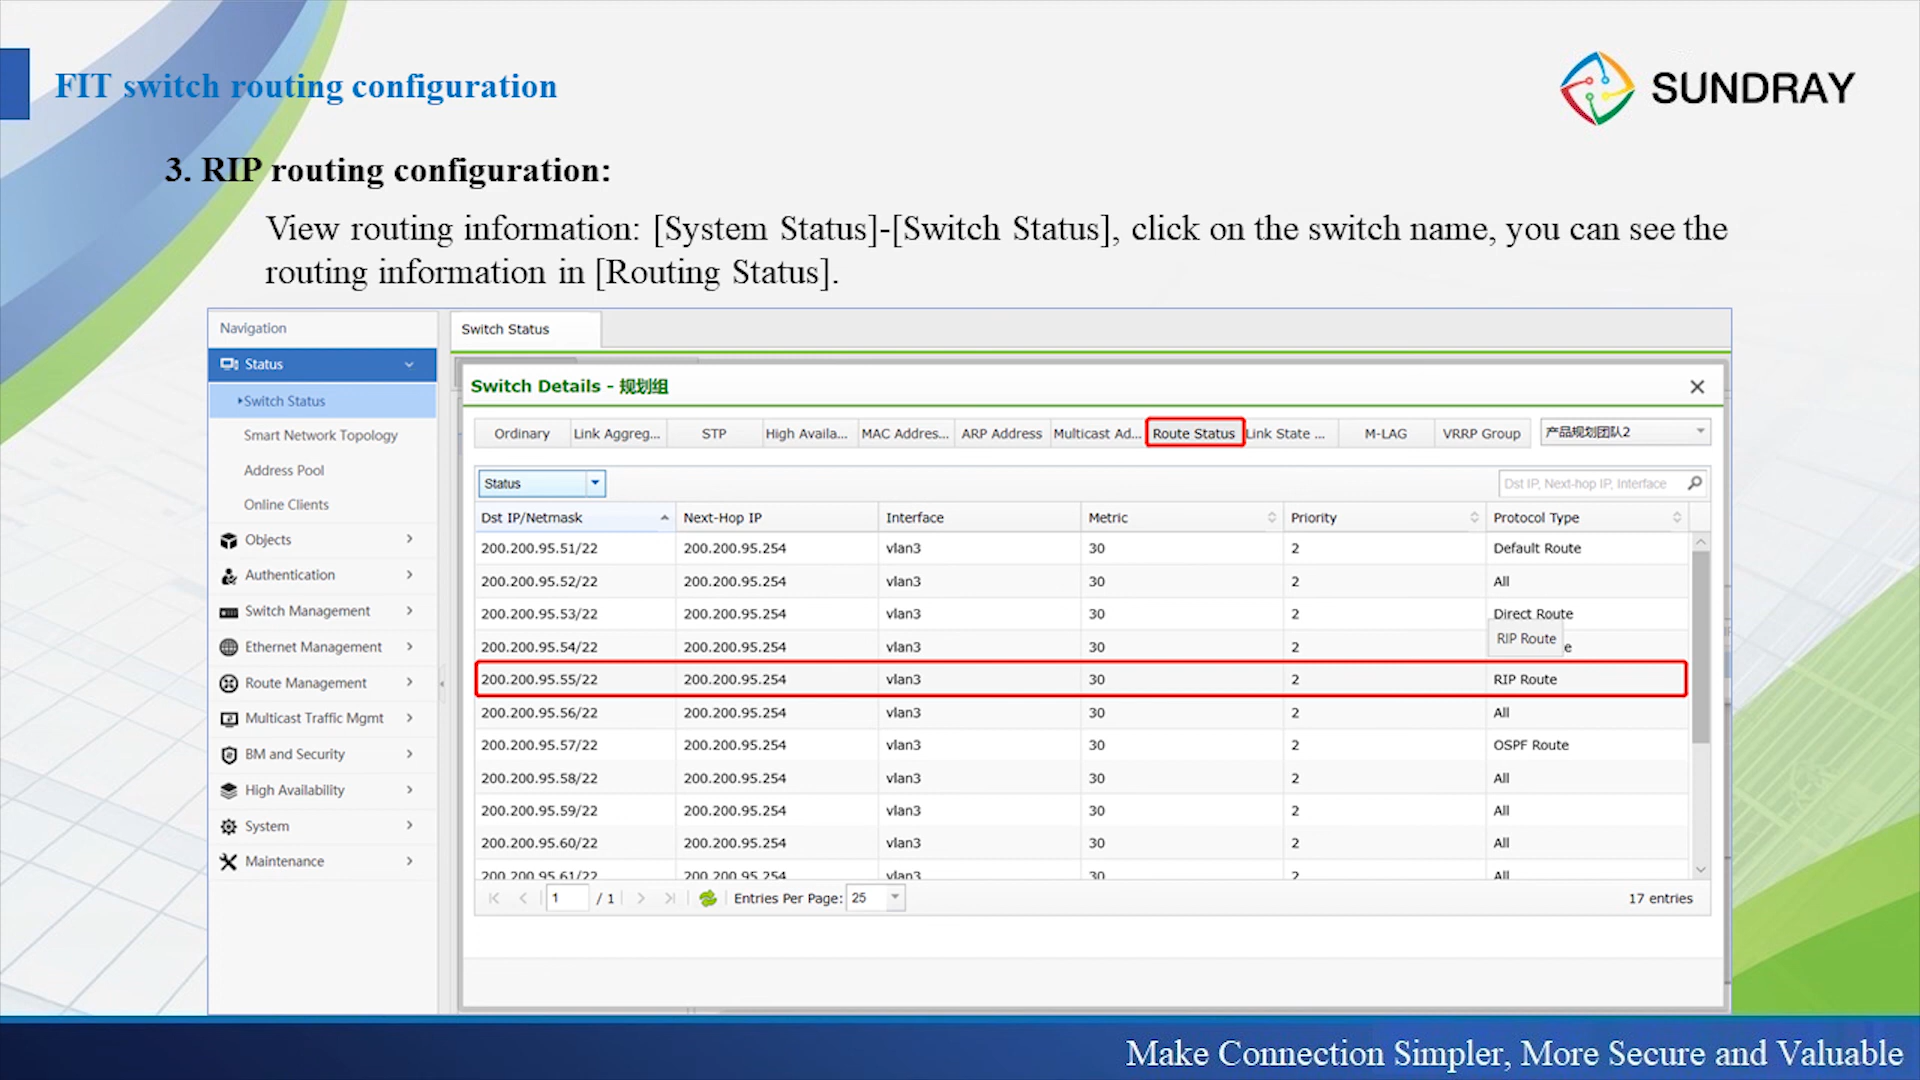 FIT switch routing configuration
SUNDRAY
3. RIP routing configuration:
View routing information: [System Status]-[Switch Status], click on the switch name, you can see the
routing information in [Routing Status].
Navigation
Switch Status
Status
Switch Status
Smart Network Topology
Address Pool
Online Clients
Objects
Authentication
Switch Management
Ethernet Management
Route Management
Multicast Traffic Mgmt
BM and Security
High Availability
System
Maintenance
Switch Details - 规划组
Ordinary Link Aggreg... STP High Availa... MAC Addres... ARP Address Multicast Ad... Route Status Link State ... M-LAG VRRP Group 产品规划团队2
Status Dst IP, Next-hop IP, Interface
Dst IP/Netmask Next-Hop IP Interface Metric Priority Protocol Type
200.200.95.51/22 200.200.95.254 vlan3 30 2 Default Route
200.200.95.52/22 200.200.95.254 vlan3 30 2 All
200.200.95.53/22 200.200.95.254 vlan3 30 2 Direct Route
RIP Route
200.200.95.54/22 200.200.95.254 vlan3 30 2 e
200.200.95.55/22 200.200.95.254 vlan3 30 2 RIP Route
200.200.95.56/22 200.200.95.254 vlan3 30 2 All
200.200.95.57/22 200.200.95.254 vlan3 30 2 OSPF Route
200.200.95.58/22 200.200.95.254 vlan3 30 2 All
200.200.95.59/22 200.200.95.254 vlan3 30 2 All
200.200.95.60/22 200.200.95.254 vlan3 30 2 All
200.200.95.61/22 200.200.95.254 vlan3 30 2 All
1 / 1 Entries Per Page: 25 17 entries
Make Connection Simpler, More Secure and Valuable